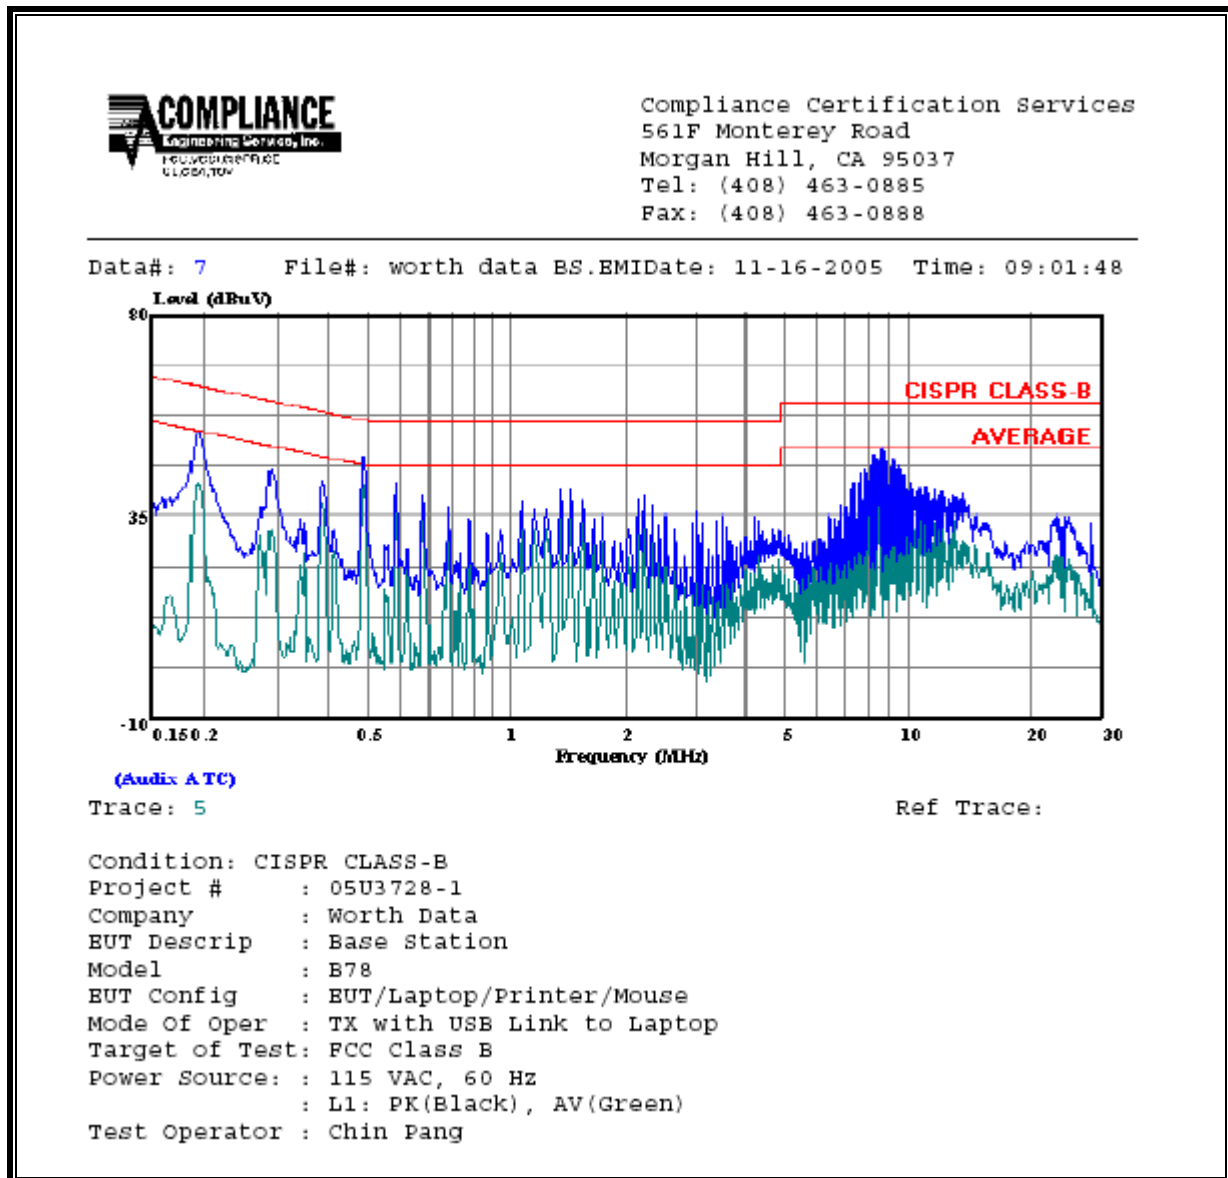 COMPLIANCE
Engineering Services, Inc.
Compliance Certification Services
561F Monterey Road
Morgan Hill, CA 95037
Tel: (408) 463-0885
Fax: (408) 463-0888
Data#: 7 File#: worth data BS.EMIDate: 11-16-2005 Time: 09:01:48
Level (dBuV)
80
CISPR CLASS-B
AVERAGE
35
-10
0.15 0.2 0.5 1 2 5 10 20 30
Frequency (MHz)
(Audix ATC)
Trace: 5 Ref Trace:
Condition: CISPR CLASS-B
Project # : 05U3728-1
Company : Worth Data
EUT Descrip : Base Station
Model : B78
EUT Config : EUT/Laptop/Printer/Mouse
Mode Of Oper : TX with USB Link to Laptop
Target of Test: FCC Class B
Power Source: : 115 VAC, 60 Hz
: L1: PK(Black), AV(Green)
Test Operator : Chin Pang